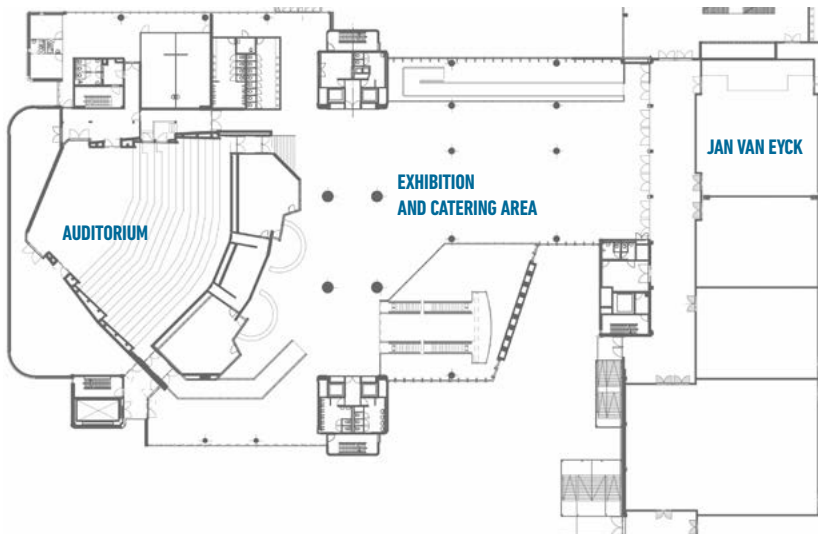 JAN VAN EYCK
EXHIBITION
AND CATERING AREA
AUDITORIUM